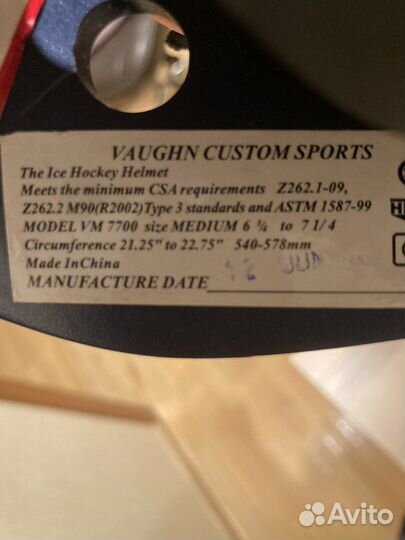 VAUGHN CUSTOM SPORTS
The Ice Hockey Helmet
Meets the minimum CSA requirements Z262.1-09,
Z262.2 M90(R2002)Type 3 standards and ASTM 1587-99
MODEL VM 7700 size MEDIUM 6 ¾ to 7 1/4
Circumference 21.25" to 22.75" 540-578mm
Made InChina
MANUFACTURE DATE 12 JUN
Avito